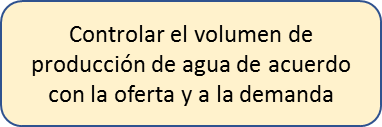 Controlar el volumen de
producción de agua de acuerdo
con la oferta y a la demanda